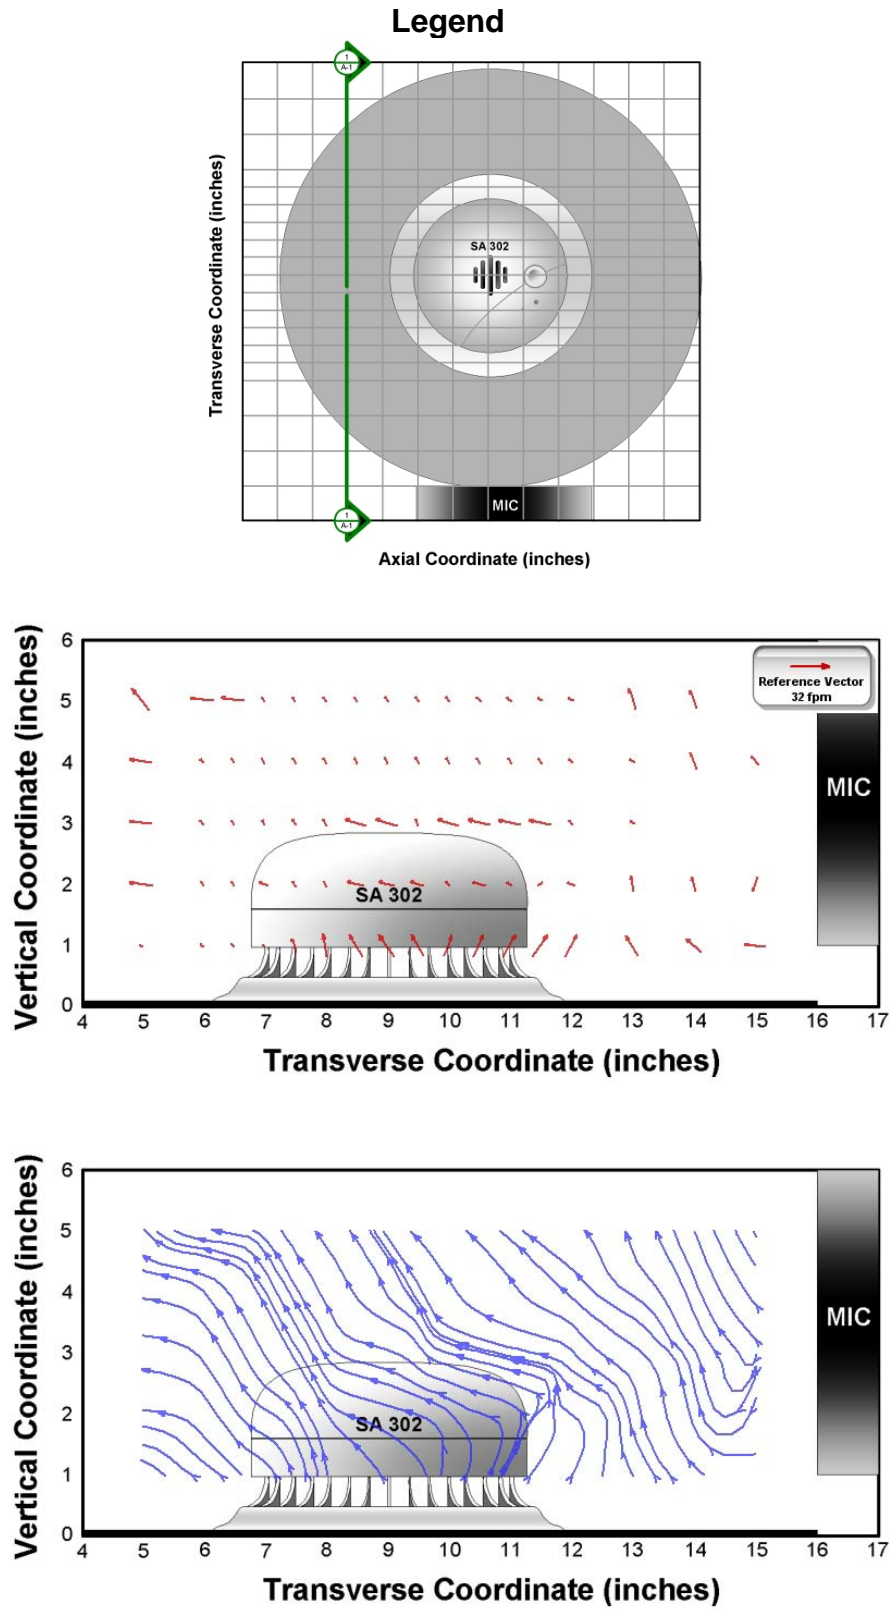 Legend
1
A-1
Transverse Coordinate (inches)
SA 302
MIC
1
A-1
Axial Coordinate (inches)
Vertical Coordinate (inches)
6
5
4
3
2
1
0
Reference Vector
32 fpm
MIC
SA 302
4 5 6 7 8 9 10 11 12 13 14 15 16 17
Transverse Coordinate (inches)
Vertical Coordinate (inches)
6
5
4
3
2
1
0
MIC
SA 302
4 5 6 7 8 9 10 11 12 13 14 15 16 17
Transverse Coordinate (inches)